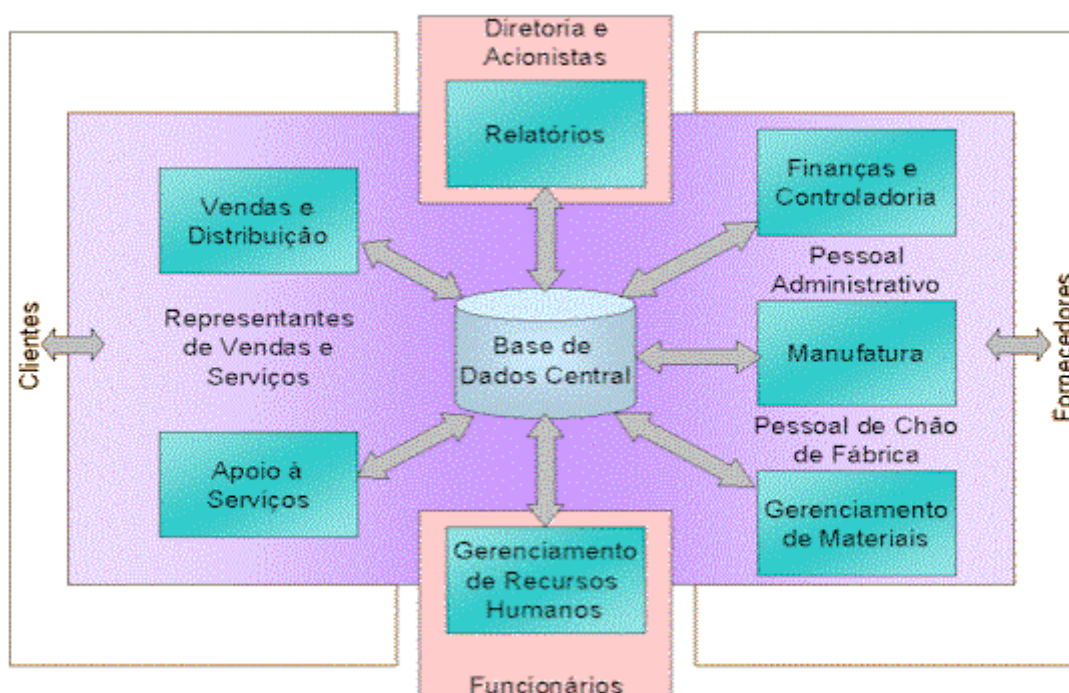 Diretoria e
Acionistas
Relatórios
Vendas e
Distribuição
Finanças e
Controladoria
Pessoal
Administrativo
Representantes
de Vendas e
Serviços
Clientes
Base de
Dados Central
Manufatura
Fornecedores
Pessoal de Chão
de Fábrica
Apoio à
Serviços
Gerenciamento
de Materiais
Gerenciamento
de Recursos
Humanos
Funcionários